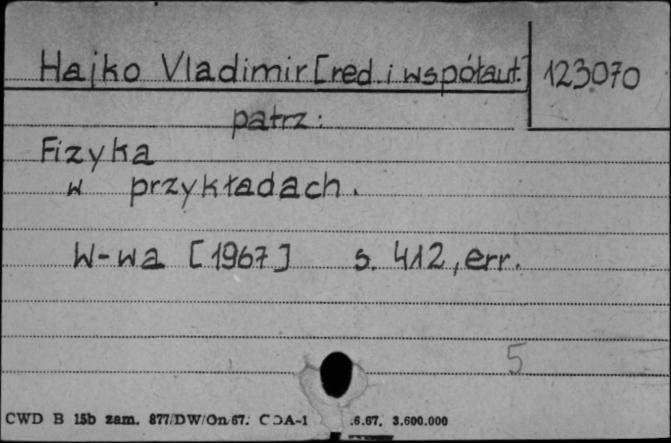 Hajko Vladimir [red. i współaut.] 123070
patrz:
Fizyka
w przykładach.
W-wa [1967] s. 412, err.
5
CWD B 15b zam. 877/DW/On/67. .6.67. 3.600.000